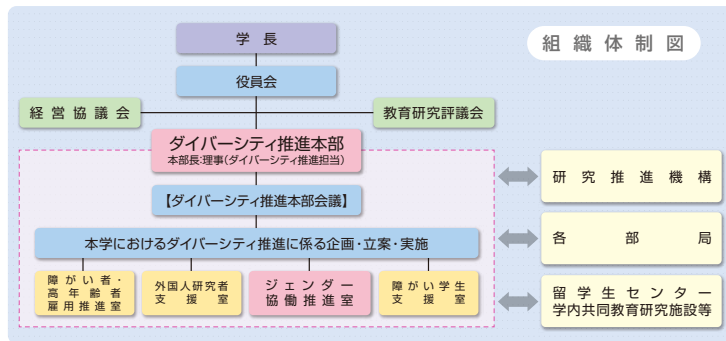 組織体制図
学長
役員会
経営協議会
教育研究評議会
ダイバーシティ推進本部
本部長:理事(ダイバーシティ推進担当)
【ダイバーシティ推進本部会議】
本学におけるダイバーシティ推進に係る企画・立案・実施
障がい者・
高年齢者
雇用推進室
外国人研究者
支援室
ジェンダー
協働推進室
障がい学生
支援室
研究推進機構
各部局
留学生センター
学内共同教育研究施設等